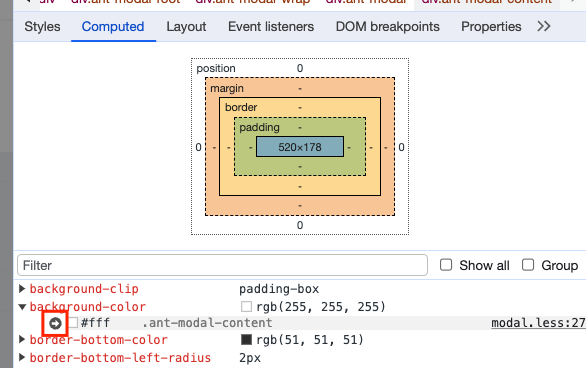 div div.ant-modal-root div.ant-modal-wrap div.ant-modal div.ant-modal-content
Styles Computed Layout Event listeners DOM breakpoints Properties
position 0
margin -
border -
padding -
0 - - - 520×178 - - - 0
-
-
-
0
Filter Show all Group
background-clip padding-box
background-color rgb(255, 255, 255)
#fff .ant-modal-content modal.less:27
border-bottom-color rgb(51, 51, 51)
border-bottom-left-radius 2px